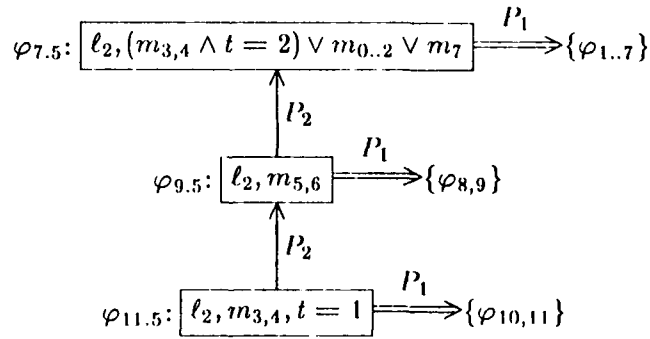 P₁
φ₇.₅: ℓ₂, (m₃,₄ ∧ t = 2) ∨ m₀..₂ ∨ m₇ {φ₁..₇}
P₂
P₁
φ₉.₅: ℓ₂, m₅,₆ {φ₈,₉}
P₂
P₁
φ₁₁.₅: ℓ₂, m₃,₄, t = 1 {φ₁₀,₁₁}